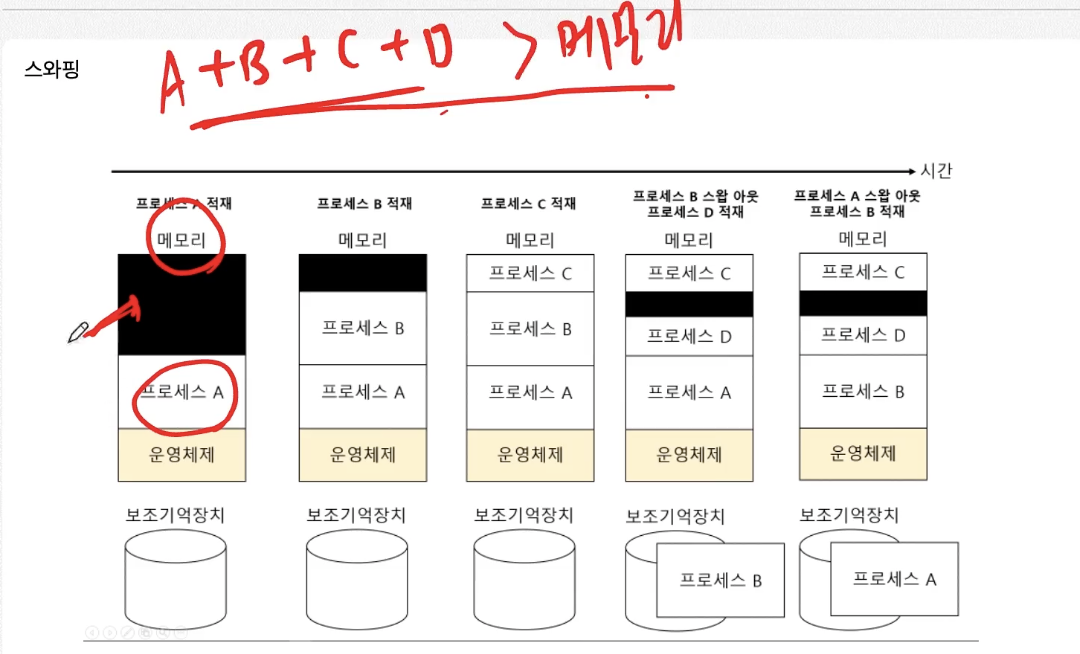 A+B+C+D > 메모리
스와핑
시간
프로세스 A 적재
프로세스 B 적재
프로세스 C 적재
프로세스 B 스왑 아웃
프로세스 D 적재
프로세스 A 스왑 아웃
프로세스 B 적재
메모리
메모리
메모리
메모리
메모리
프로세스 A
운영체제
프로세스 B
프로세스 A
운영체제
프로세스 C
프로세스 B
프로세스 A
운영체제
프로세스 C
프로세스 D
프로세스 A
운영체제
프로세스 C
프로세스 D
프로세스 B
운영체제
보조기억장치
보조기억장치
보조기억장치
보조기억장치
보조기억장치
프로세스 B
프로세스 A